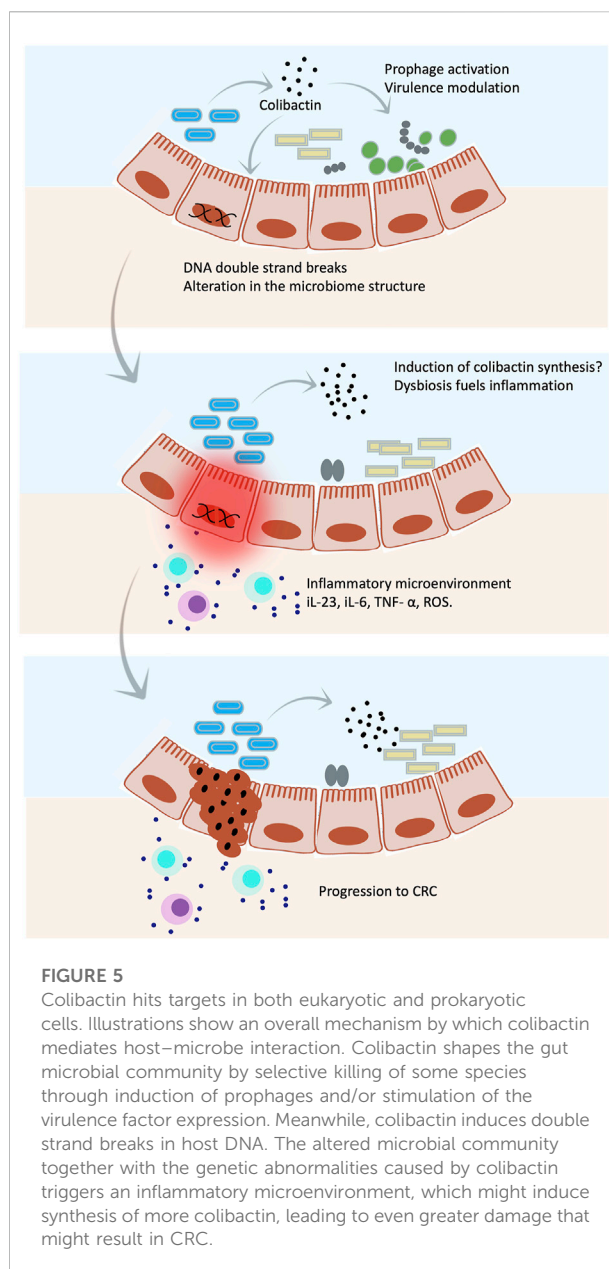 Prophage activation
Virulence modulation
Colibactin
DNA double strand breaks
Alteration in the microbiome structure
Induction of colibactin synthesis?
Dysbiosis fuels inflammation
Inflammatory microenvironment
iL-23, iL-6, TNF- α, ROS.
Progression to CRC
FIGURE 5
Colibactin hits targets in both eukaryotic and prokaryotic
cells. Illustrations show an overall mechanism by which colibactin
mediates host–microbe interaction. Colibactin shapes the gut
microbial community by selective killing of some species
through induction of prophages and/or stimulation of the
virulence factor expression. Meanwhile, colibactin induces double
strand breaks in host DNA. The altered microbial community
together with the genetic abnormalities caused by colibactin
triggers an inflammatory microenvironment, which might induce
synthesis of more colibactin, leading to even greater damage that
might result in CRC.